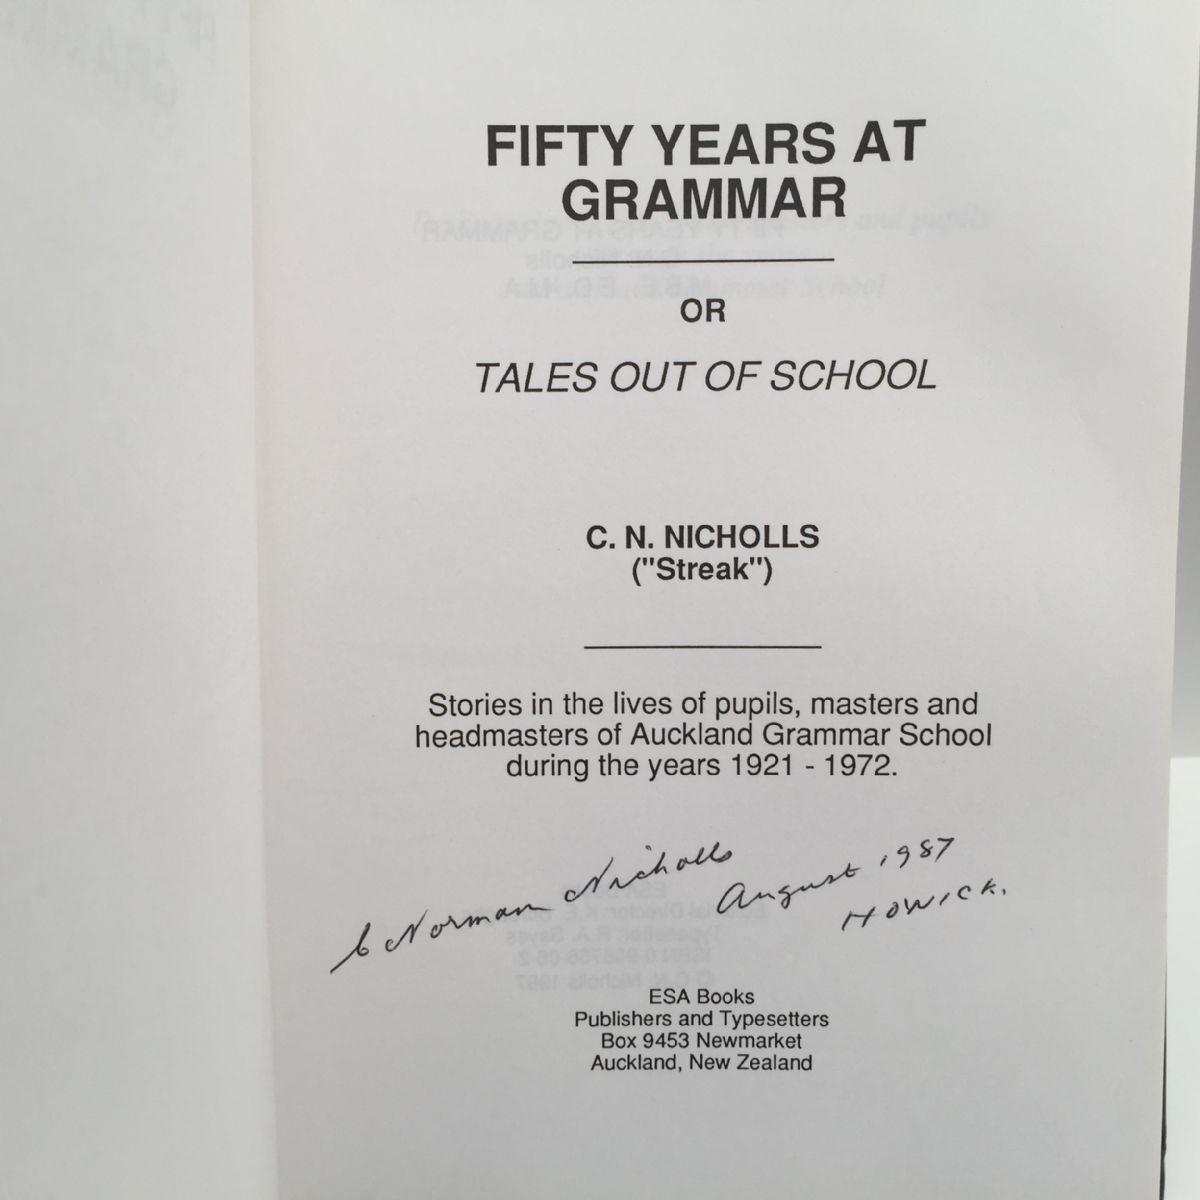 FIFTY YEARS AT
GRAMMAR
OR
TALES OUT OF SCHOOL
C. N. NICHOLLS
("Streak")
Stories in the lives of pupils, masters and
headmasters of Auckland Grammar School
during the years 1921 - 1972.
C Norman Nicholls August 1987
HOWICK.
ESA Books
Publishers and Typesetters
Box 9453 Newmarket
Auckland, New Zealand